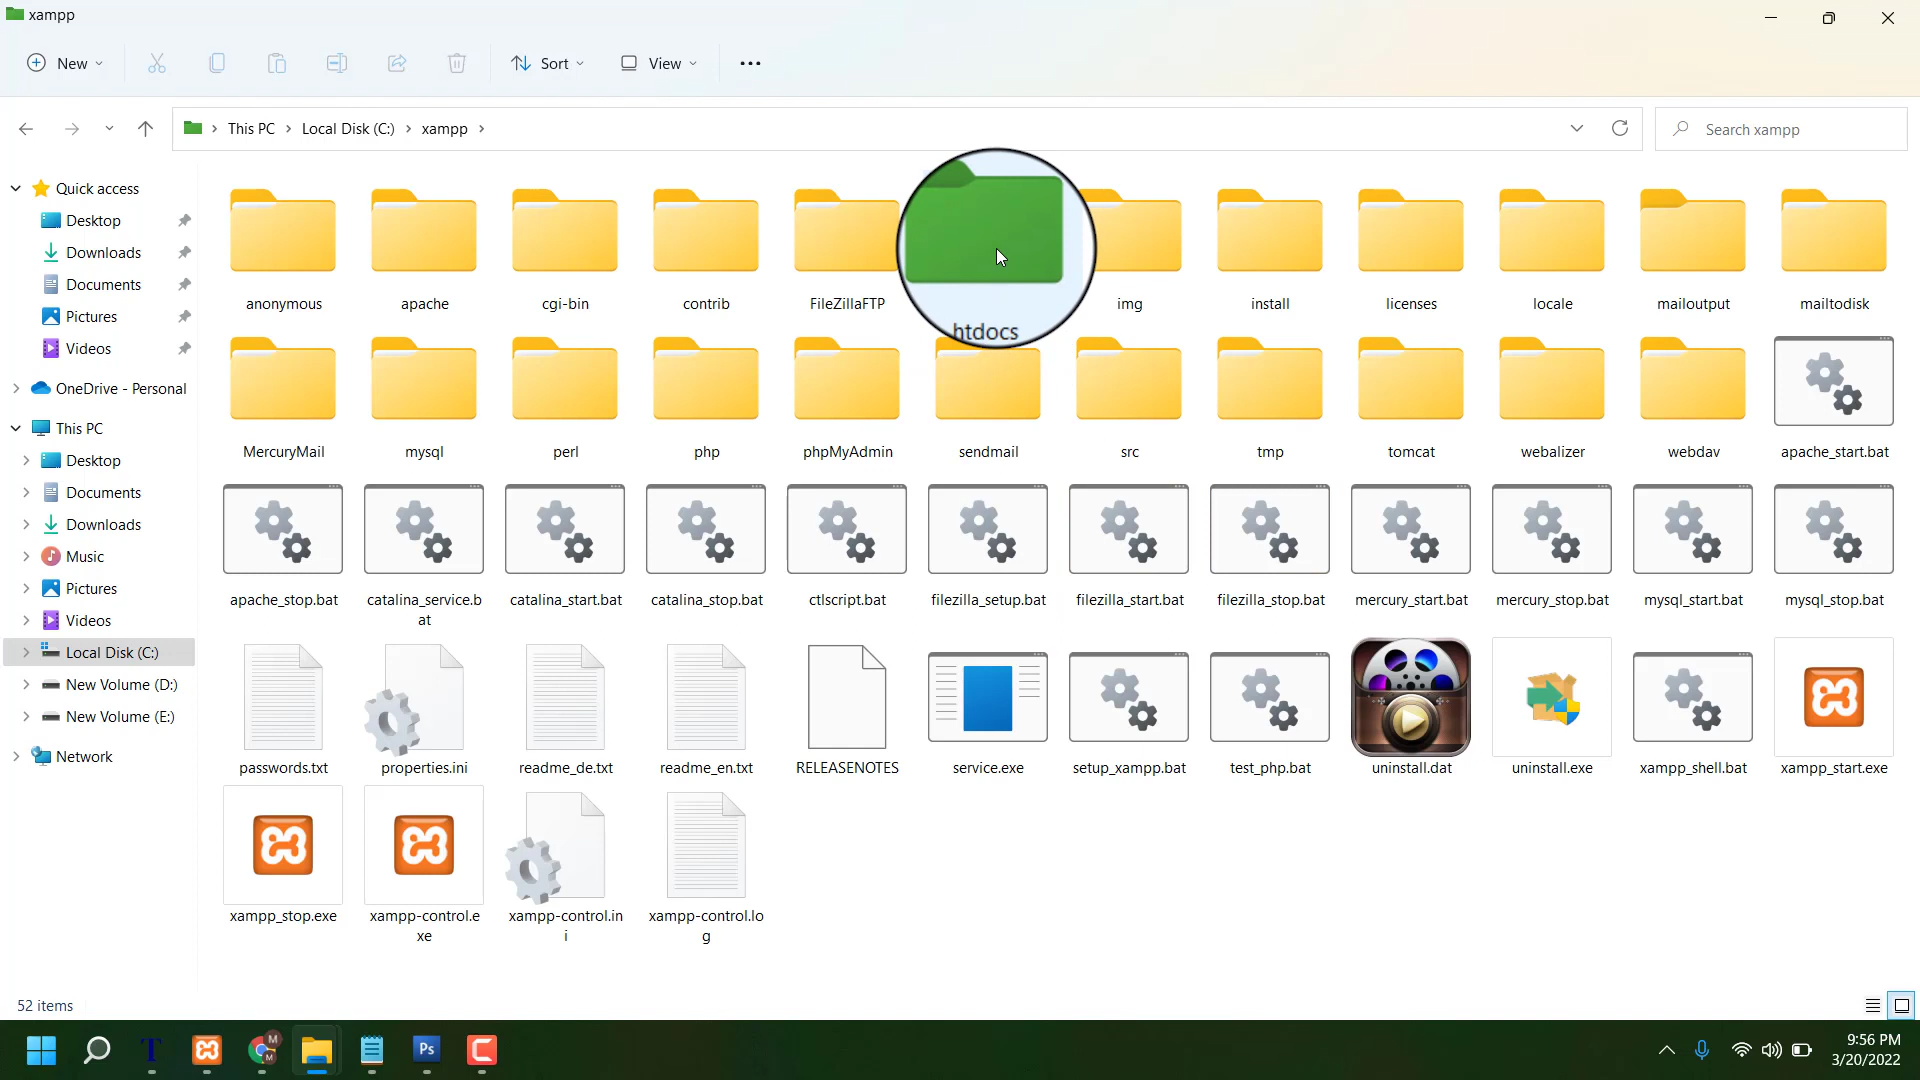 xampp
New
Sort
View
This PC
Local Disk (C:)
xampp
Search xampp
Quick access
Desktop
Downloads
Documents
Pictures
Videos
OneDrive - Personal
This PC
Desktop
Documents
Downloads
Music
Pictures
Videos
Local Disk (C:)
New Volume (D:)
New Volume (E:)
Network
anonymous
apache
cgi-bin
contrib
FileZillaFTP
htdocs
img
install
licenses
locale
mailoutput
mailtodisk
MercuryMail
mysql
perl
php
phpMyAdmin
sendmail
src
tmp
tomcat
webalizer
webdav
apache_start.bat
apache_stop.bat
catalina_service.b
at
catalina_start.bat
catalina_stop.bat
ctlscript.bat
filezilla_setup.bat
filezilla_start.bat
filezilla_stop.bat
mercury_start.bat
mercury_stop.bat
mysql_start.bat
mysql_stop.bat
passwords.txt
properties.ini
readme_de.txt
readme_en.txt
RELEASENOTES
service.exe
setup_xampp.bat
test_php.bat
uninstall.dat
uninstall.exe
xampp_shell.bat
xampp_start.exe
xampp_stop.exe
xampp-control.e
xe
xampp-control.in
i
xampp-control.lo
g
52 items
T
M
M
Ps
9:56 PM
3/20/2022